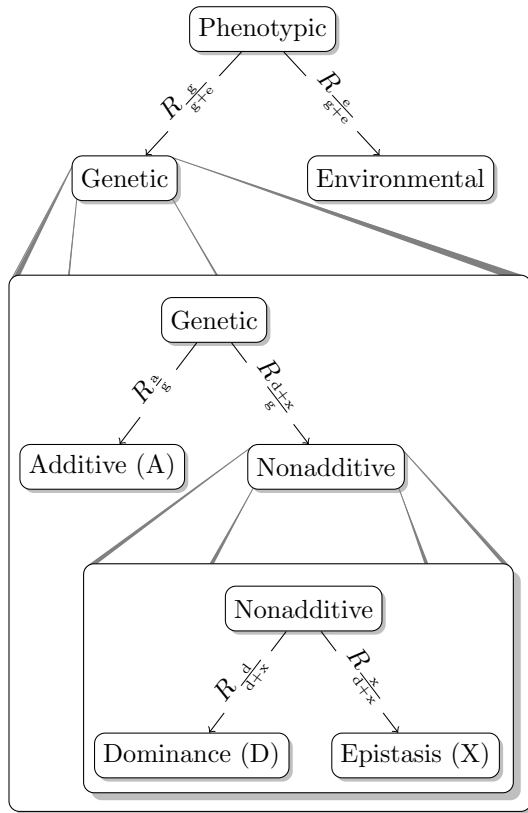 Phenotypic
R g/g+e R e/g+e
Genetic Environmental
Genetic
R a/g R d+x/g
Additive (A) Nonadditive
Nonadditive
R d/d+x R x/d+x
Dominance (D) Epistasis (X)